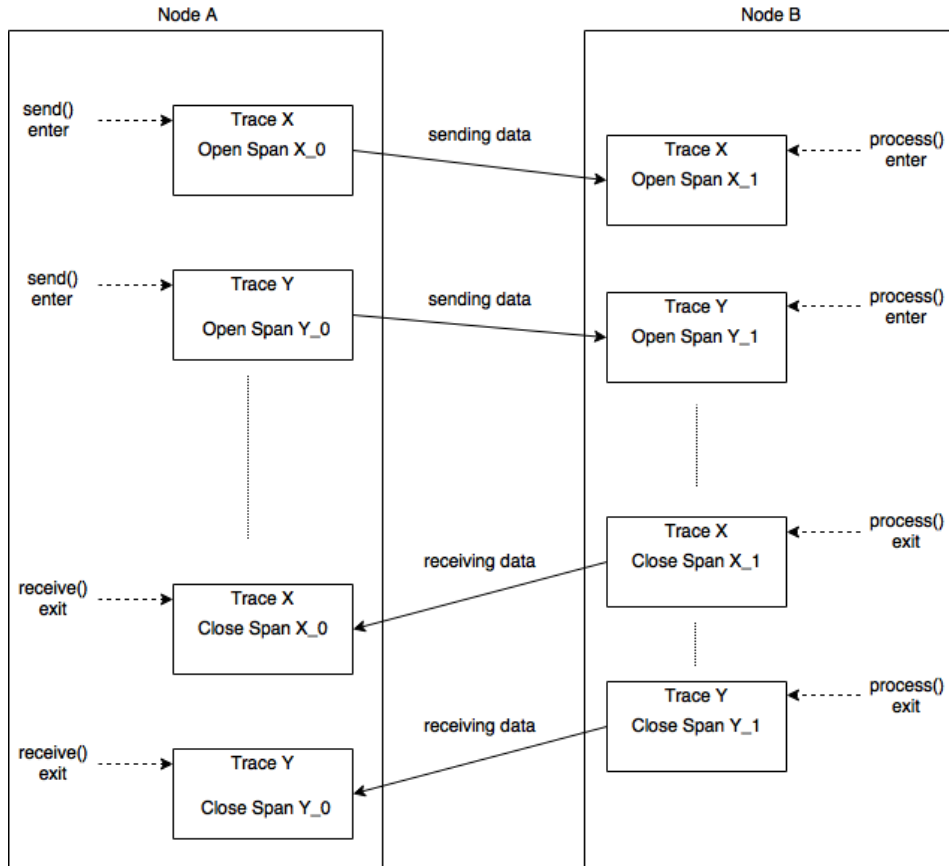 Node A
Node B
send()
enter
Trace X
Open Span X_0
sending data
Trace X
Open Span X_1
process()
enter
send()
enter
Trace Y
Open Span Y_0
sending data
Trace Y
Open Span Y_1
process()
enter
Trace X
Close Span X_1
process()
exit
receiving data
receive()
exit
Trace X
Close Span X_0
Trace Y
Close Span Y_1
process()
exit
receiving data
receive()
exit
Trace Y
Close Span Y_0